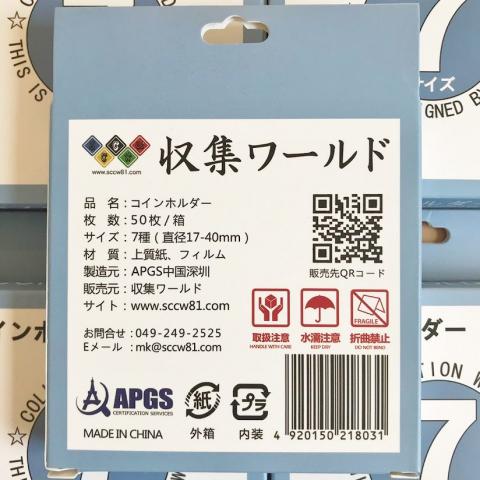 収集ワールド
www.sccw81.com
品 名：コインホルダー
枚 数：50枚／箱
サイズ：7種（直径17-40mm）
材 質：上質紙、フィルム
製造元：APGS中国深圳
販売元：収集ワールド
サイト：www.sccw81.com
お問合せ：049-249-2525
Eメール：mk@sccw81.com
販売先QRコード
取扱注意
HANDLE WITH CARE
水濡注意
KEEP DRY
FRAGILE
折曲禁止
DO NOT BEND
APGS
CERTIFICATION SERVICES
MADE IN CHINA
紙
外箱
プラ
内装
4 920150 218031
THIS IS
7
サイズ
GNED BY
インホ
ダー
COL
THIS
TION W
7